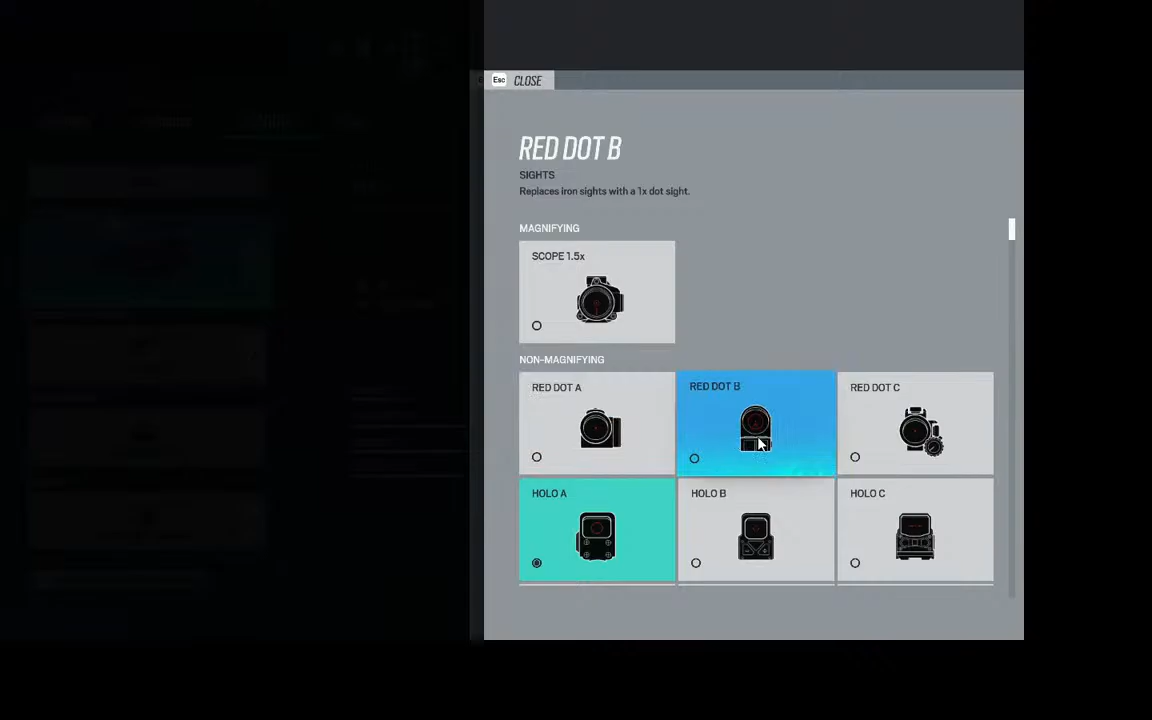 Esc CLOSE
RED DOT B
SIGHTS
Replaces iron sights with a 1x dot sight.
MAGNIFYING
SCOPE 1.5x
NON-MAGNIFYING
RED DOT A
RED DOT B
RED DOT C
HOLO A
HOLO B
HOLO C